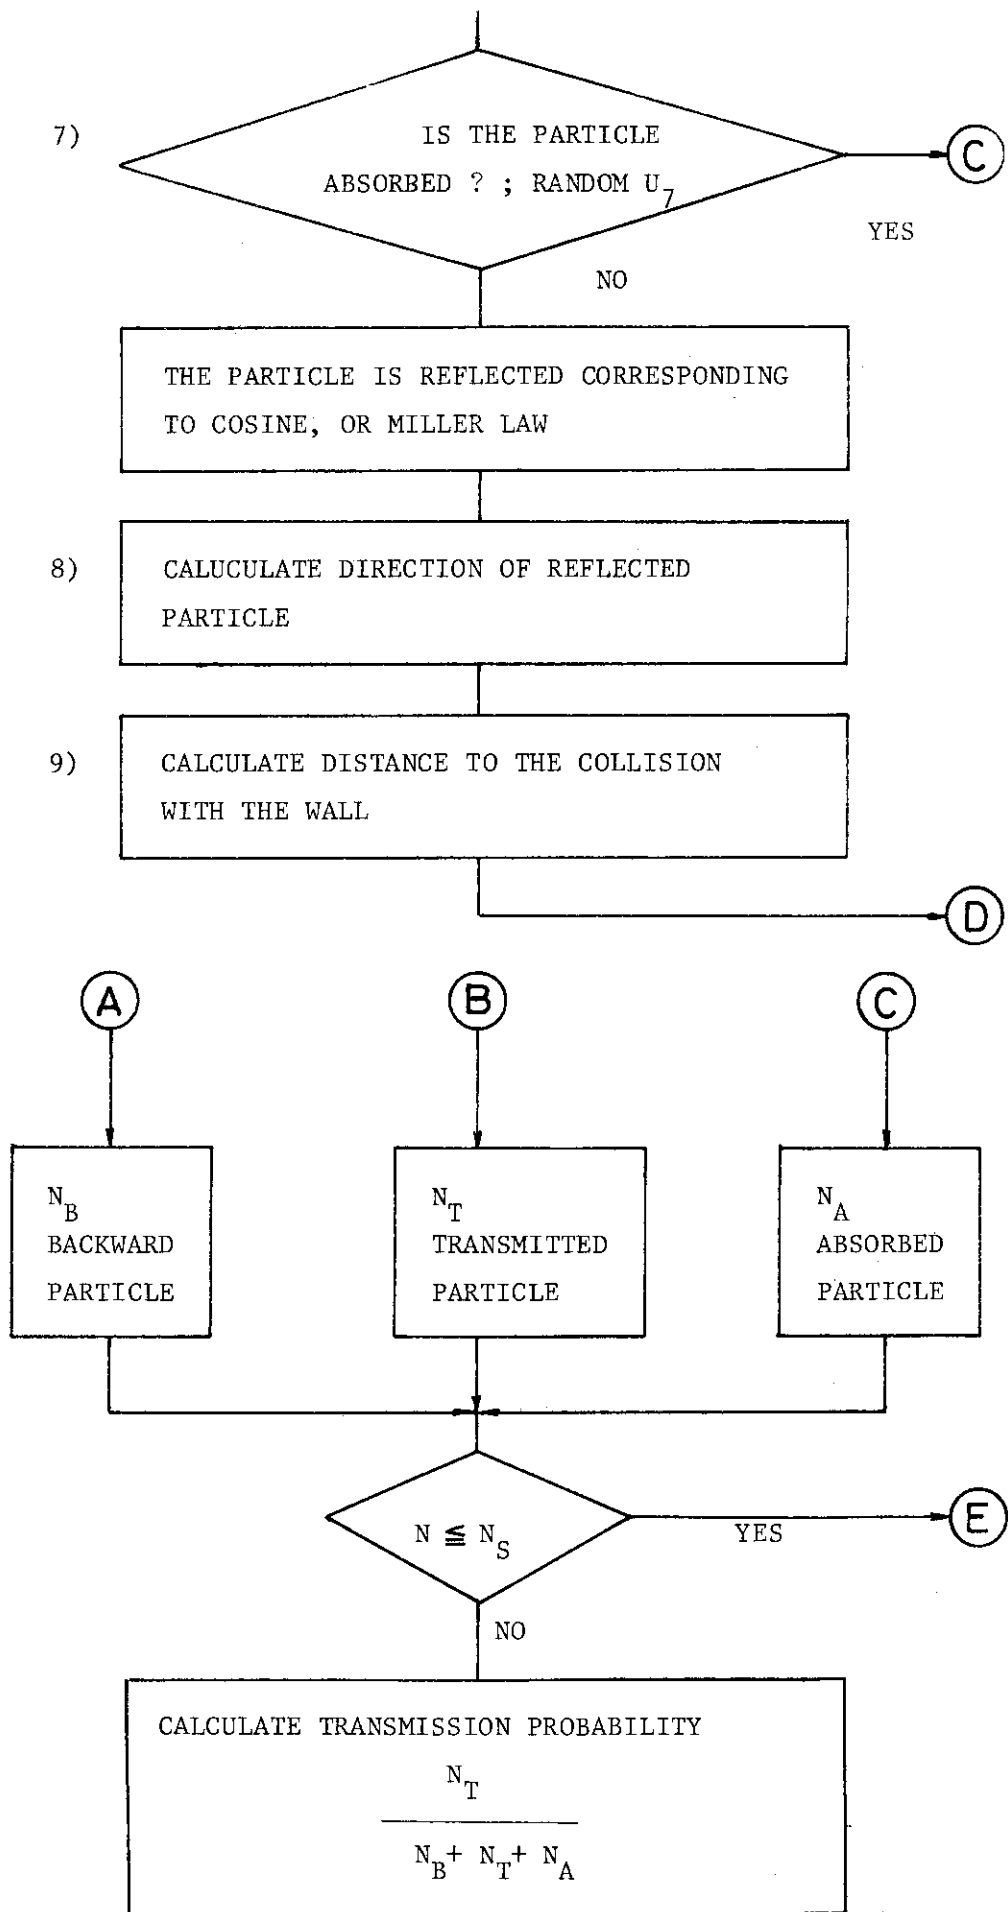 7)
IS THE PARTICLE
ABSORBED ? ; RANDOM U7
C
YES
NO
THE PARTICLE IS REFLECTED CORRESPONDING
TO COSINE, OR MILLER LAW
8)
CALUCULATE DIRECTION OF REFLECTED
PARTICLE
9)
CALCULATE DISTANCE TO THE COLLISION
WITH THE WALL
D
A
B
C
NB
BACKWARD
PARTICLE
NT
TRANSMITTED
PARTICLE
NA
ABSORBED
PARTICLE
N ≦ NS
YES
E
NO
CALCULATE TRANSMISSION PROBABILITY
NT
NB+ NT+ NA